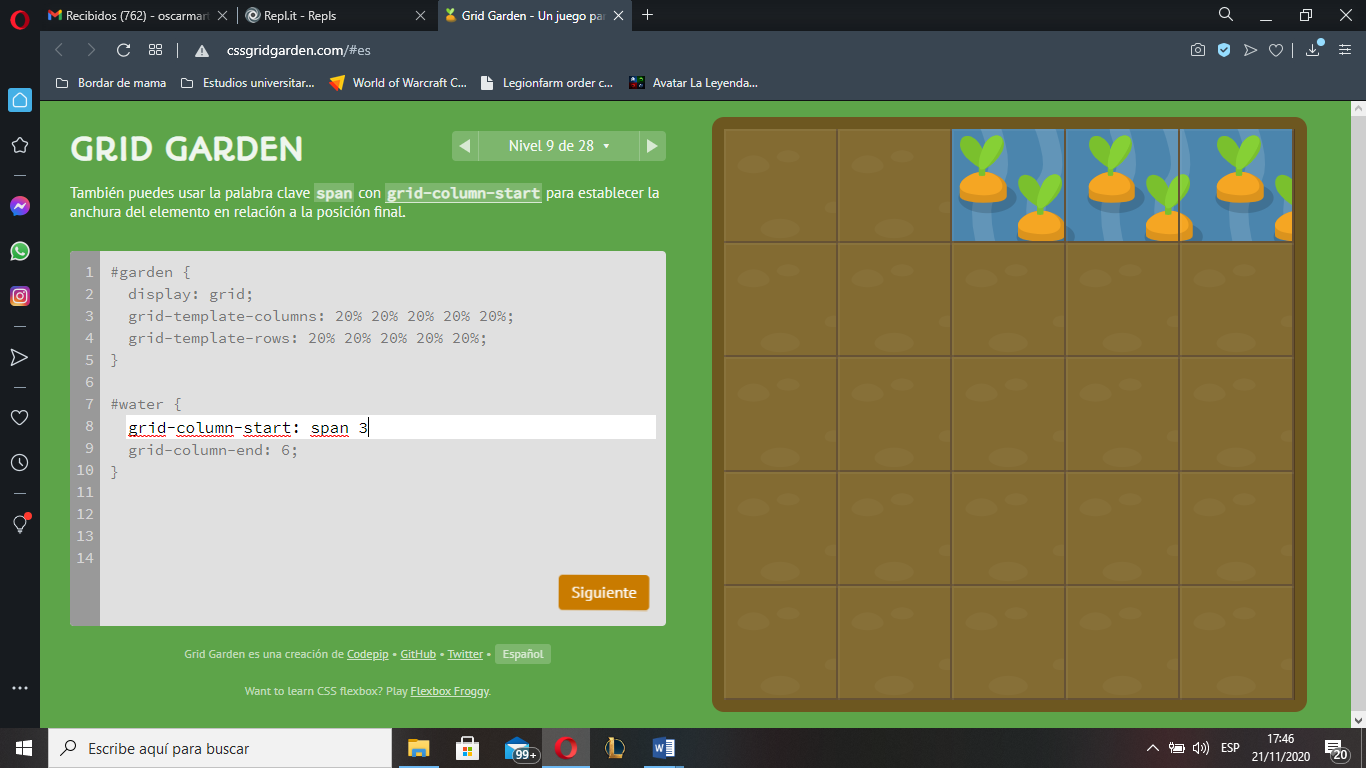 Recibidos (762) - oscarmar
Repl.it - Repls
Grid Garden - Un juego par
cssgridgarden.com/#es
Bordar de mama
Estudios universitar...
World of Warcraft C...
Legionfarm order c...
Avatar La Leyenda...
GRID GARDEN
Nivel 9 de 28
También puedes usar la palabra clave span con grid-column-start para establecer la
anchura del elemento en relación a la posición final.
1 #garden {
2 display: grid;
3 grid-template-columns: 20% 20% 20% 20% 20%;
4 grid-template-rows: 20% 20% 20% 20% 20%;
5 }
6
7 #water {
8 grid-column-start: span 3
9 grid-column-end: 6;
10 }
11
12
13
14
Siguiente
Grid Garden es una creación de Codepip • GitHub • Twitter • Español
Want to learn CSS flexbox? Play Flexbox Froggy.
Escribe aquí para buscar
99+
ESP
17:46
21/11/2020
20